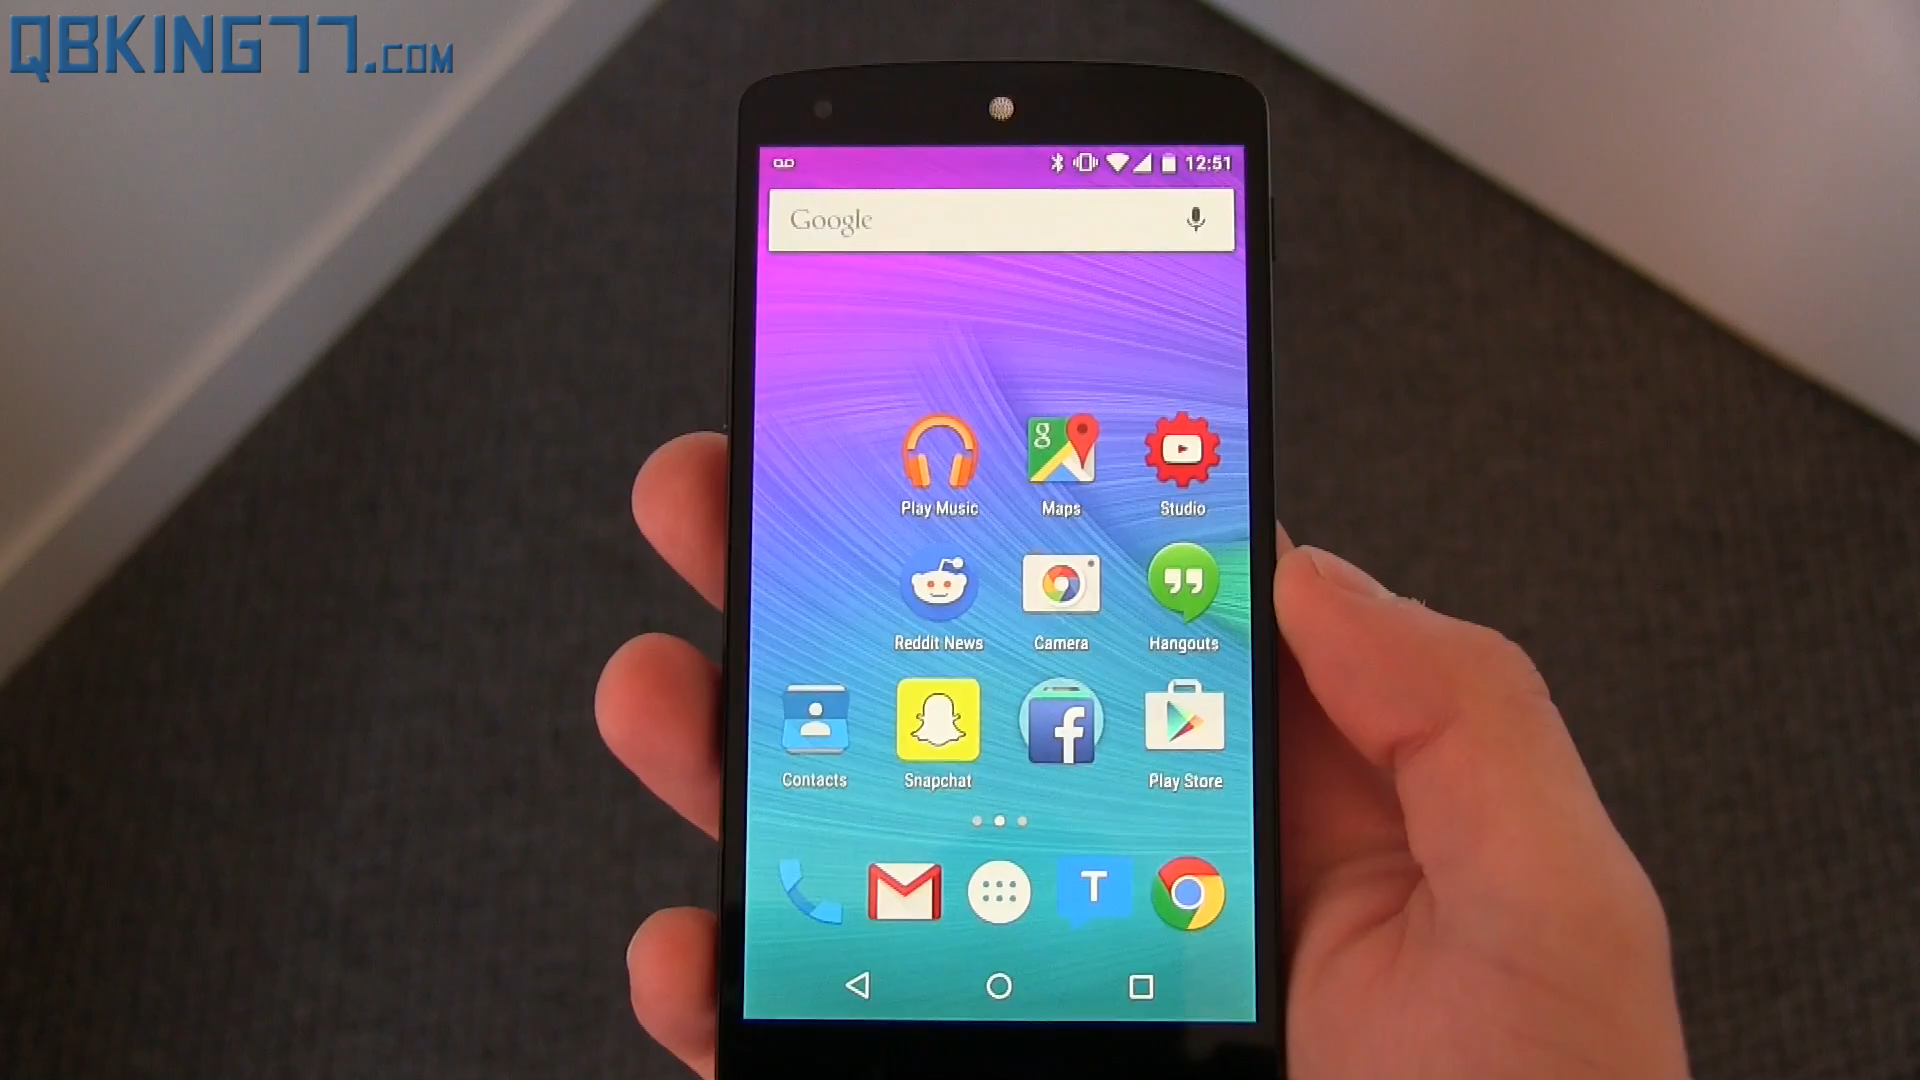 QBKING77.COM
12:51
Google
g
Play Music
Maps
Studio
Reddit News
Camera
Hangouts
f
Contacts
Snapchat
Play Store
T